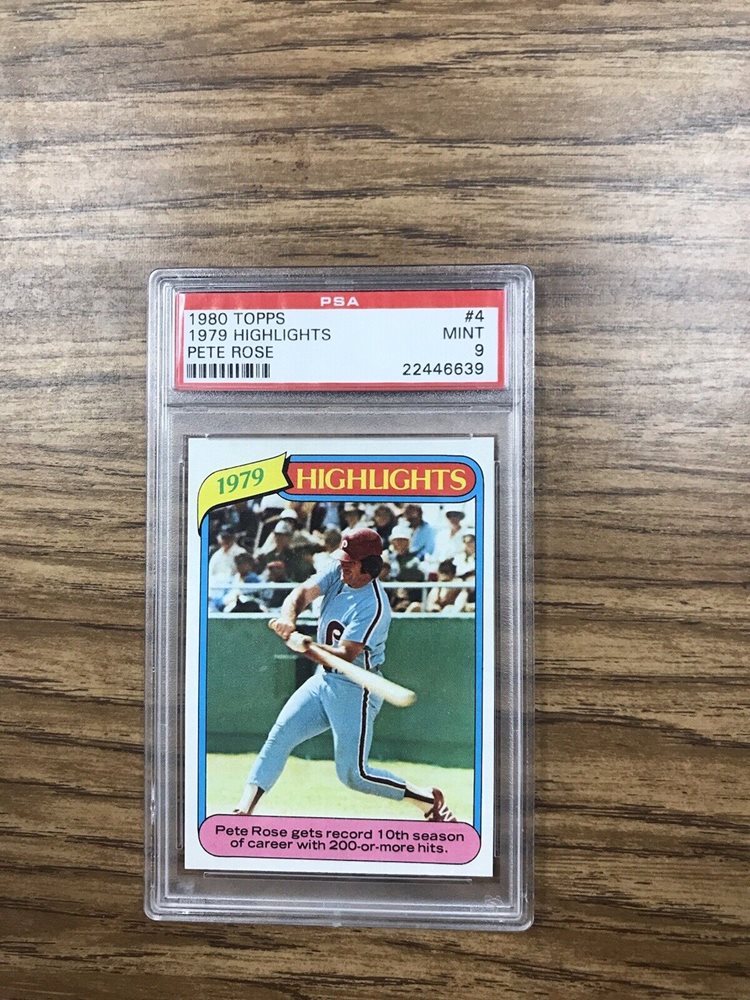 PSA
1980 TOPPS #4
1979 HIGHLIGHTS MINT
PETE ROSE 9
22446639
1979 HIGHLIGHTS
P
Pete Rose gets record 10th season
of career with 200-or-more hits.